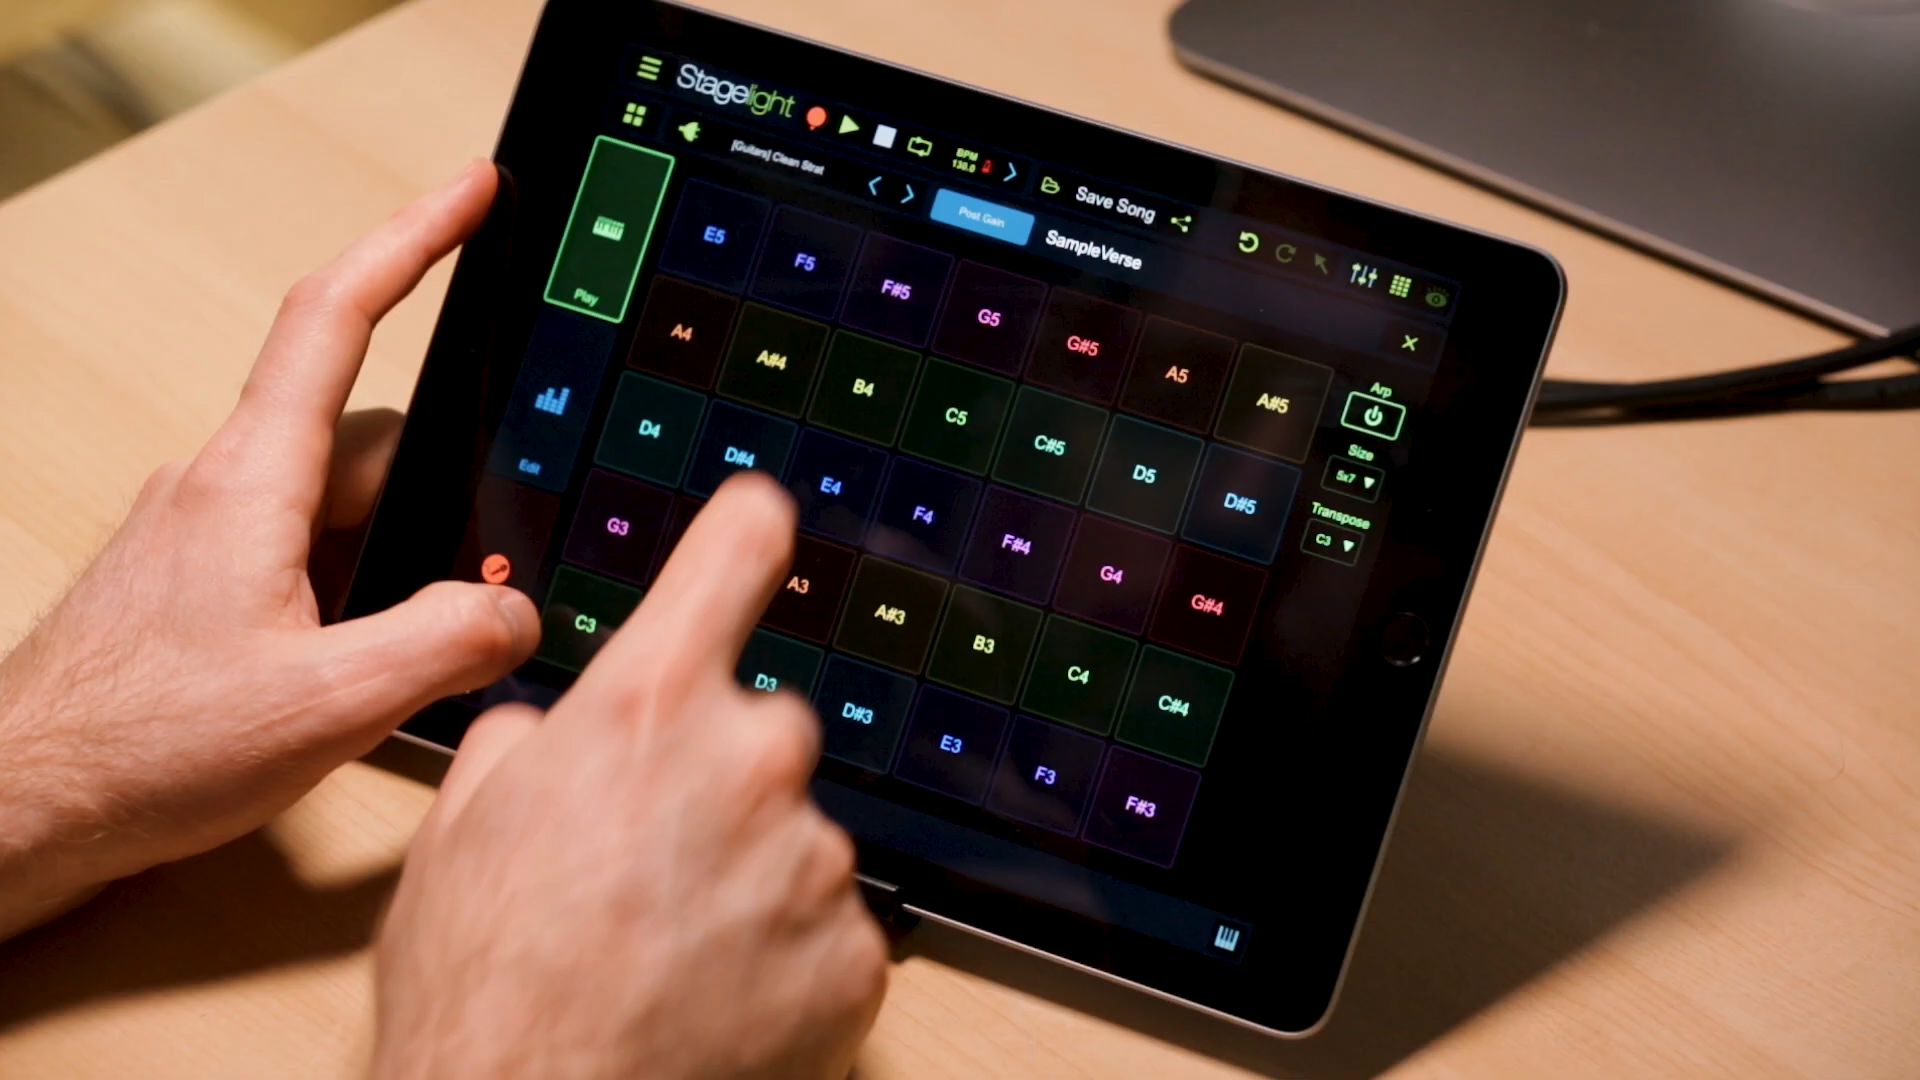 Stagelight
BPM
130.0
Save Song
[Guitars] Clean Strat
Post Gain
SampleVerse
Play
Edit
E5 F5 F#5 G5 G#5 A5 A#5
A4 A#4 B4 C5 C#5 D5 D#5
D4 D#4 E4 F4 F#4 G4 G#4
G3 A3 A#3 B3 C4 C#4
C3 D3 D#3 E3 F3 F#3
Arp
Size
5x7
Transpose
C3